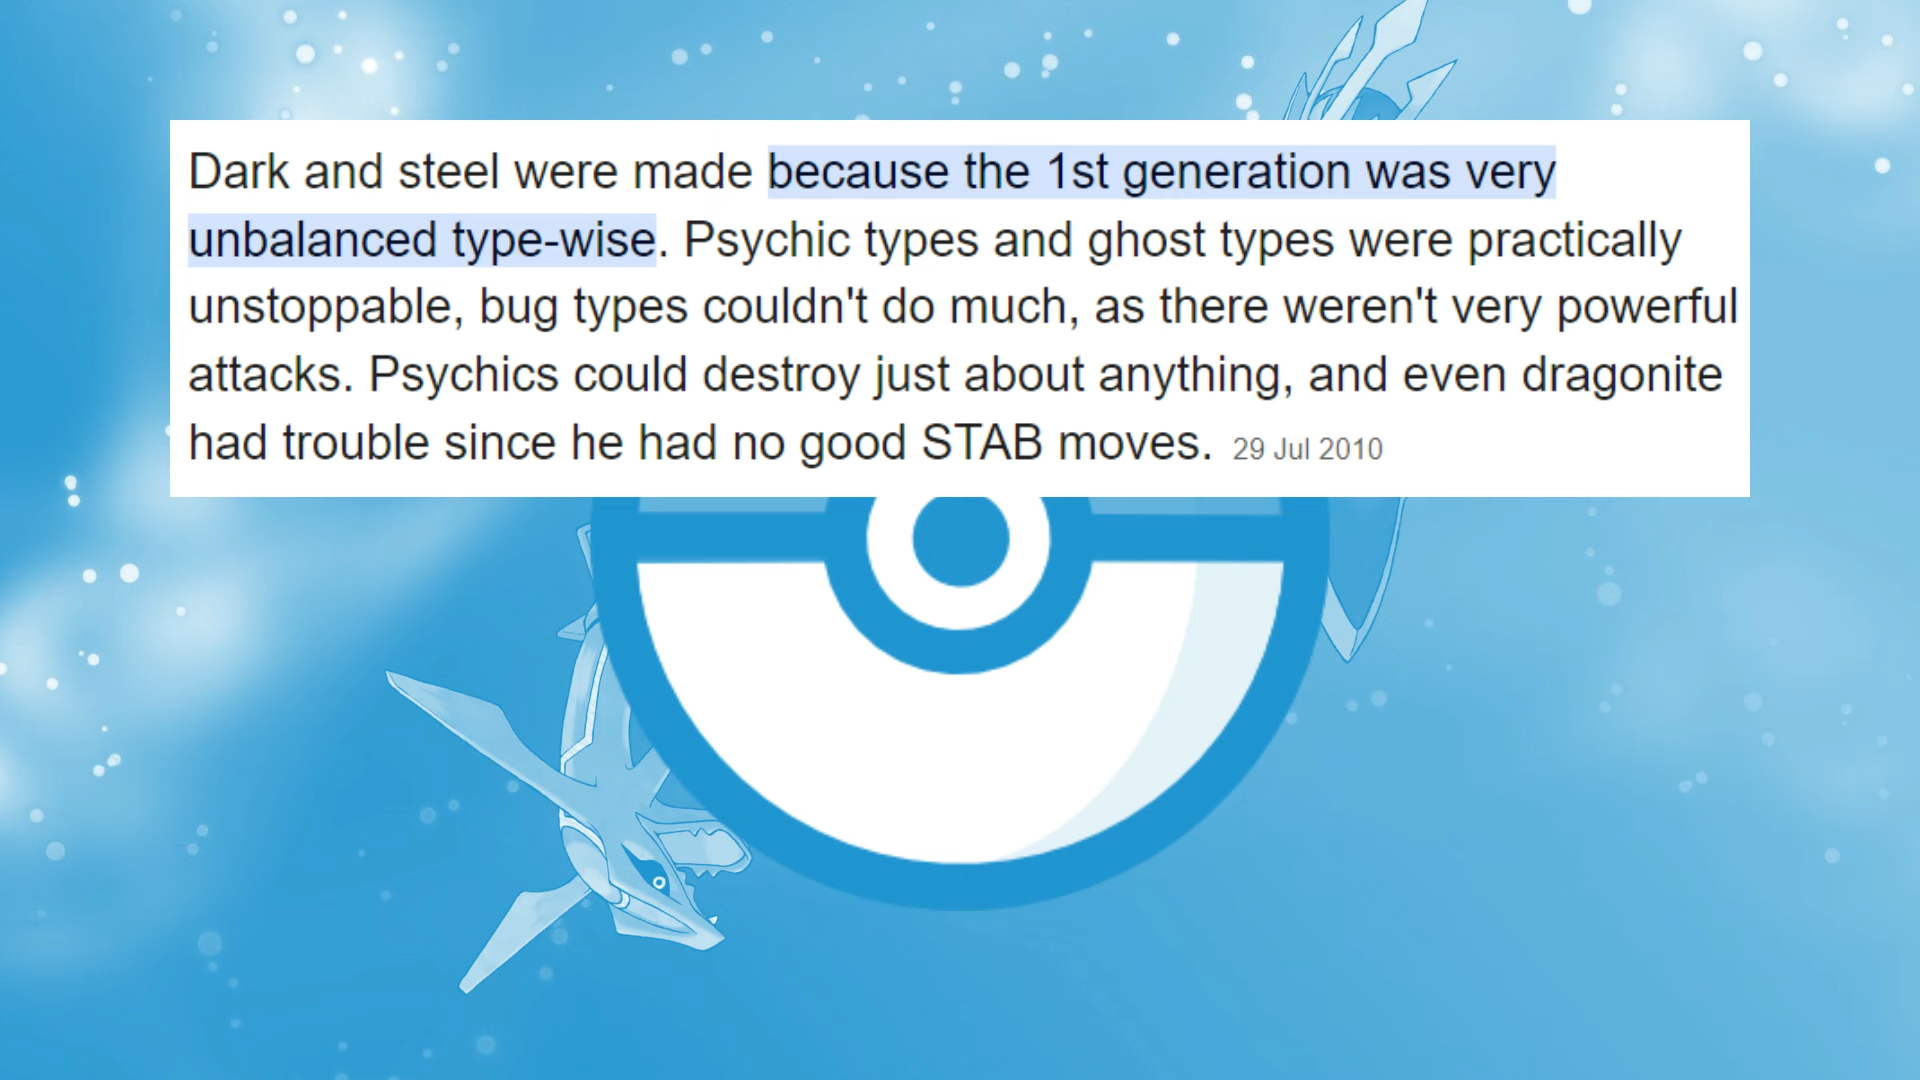 Dark and steel were made because the 1st generation was very
unbalanced type-wise. Psychic types and ghost types were practically
unstoppable, bug types couldn't do much, as there weren't very powerful
attacks. Psychics could destroy just about anything, and even dragonite
had trouble since he had no good STAB moves. 29 Jul 2010